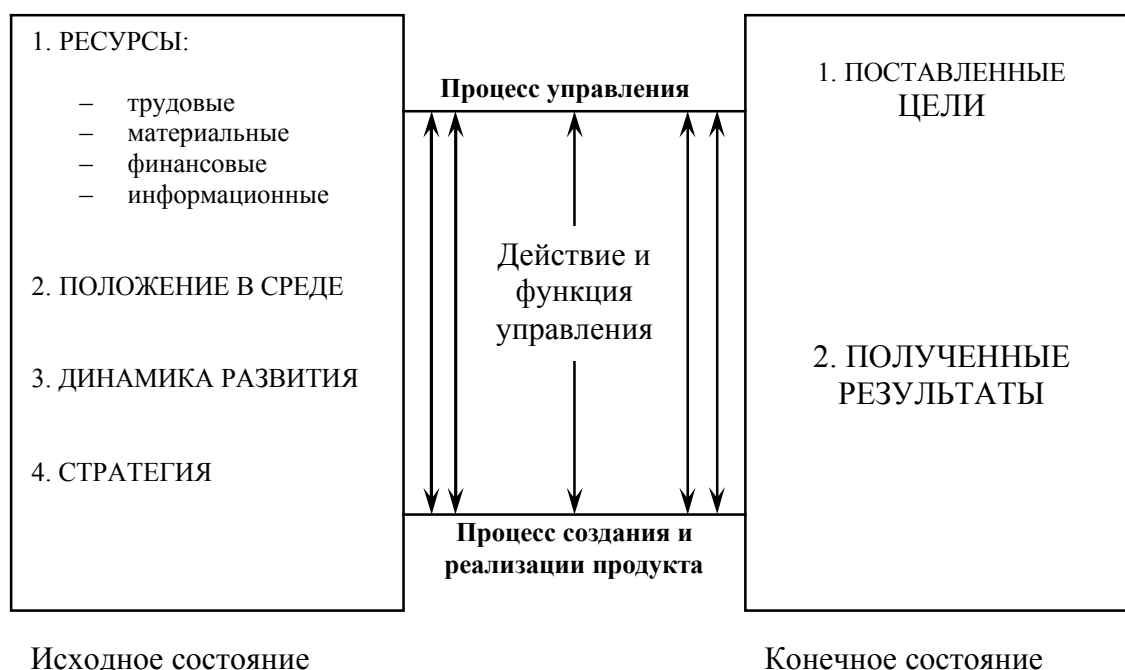 1. РЕСУРСЫ:
– трудовые
– материальные
– финансовые
– информационные
2. ПОЛОЖЕНИЕ В СРЕДЕ
3. ДИНАМИКА РАЗВИТИЯ
4. СТРАТЕГИЯ
Процесс управления
Действие и
функция
управления
Процесс создания и
реализации продукта
1. ПОСТАВЛЕННЫЕ
ЦЕЛИ
2. ПОЛУЧЕННЫЕ
РЕЗУЛЬТАТЫ
Исходное состояние
Конечное состояние